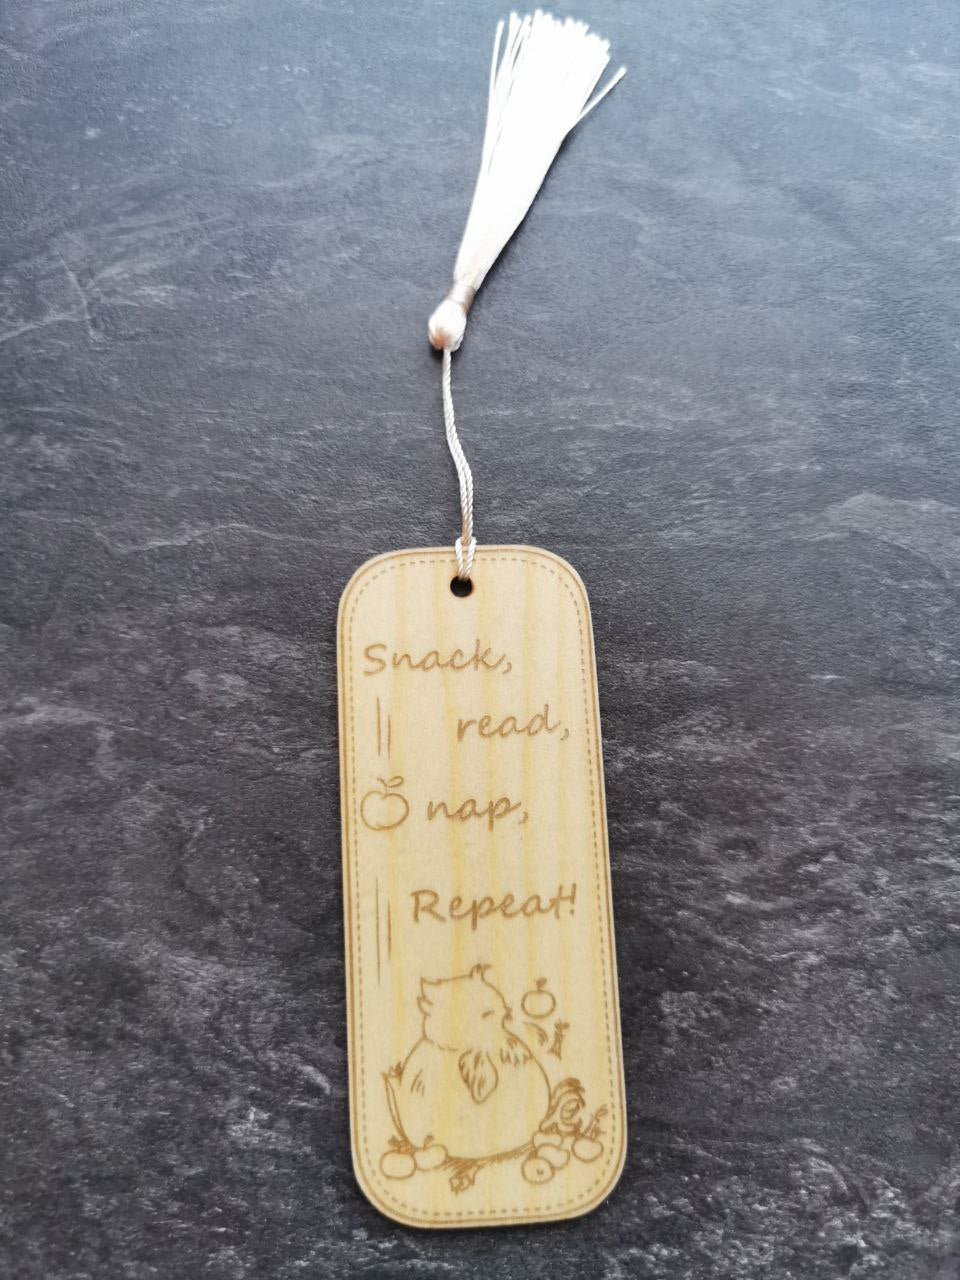 Snack,
read,
nap,
Repeat!